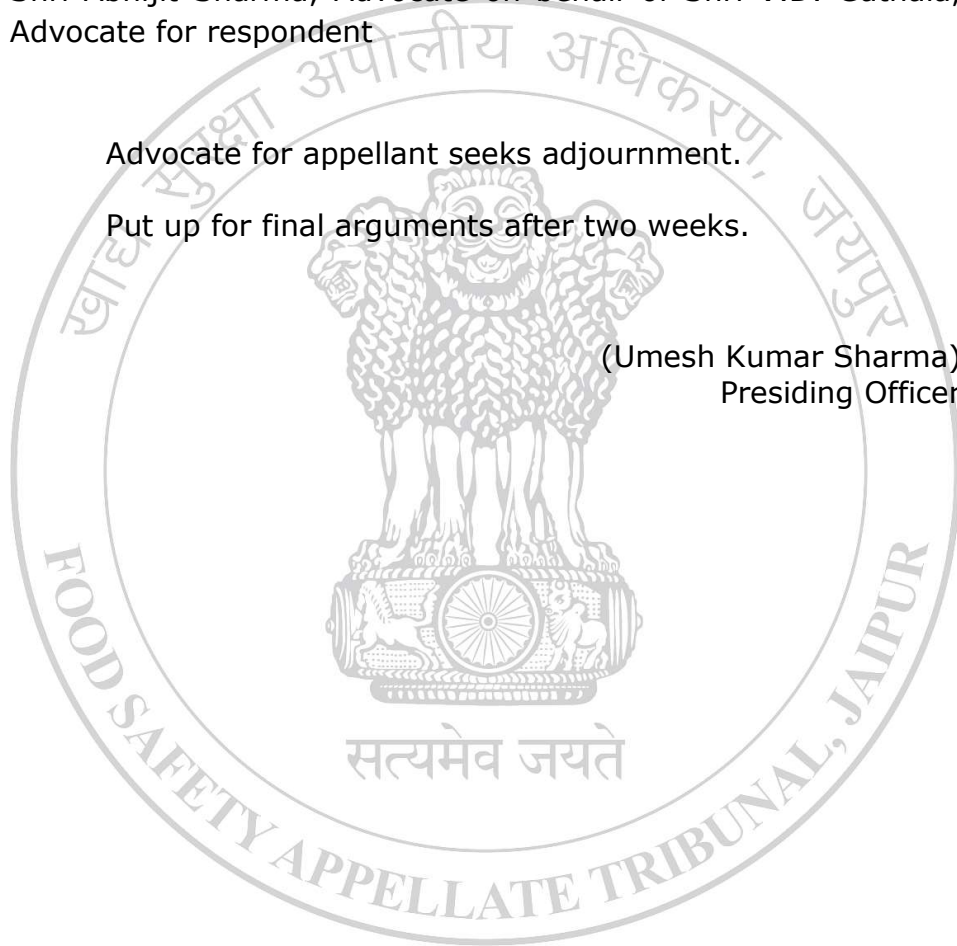 Shri Abhijit Sharma, Advocate on behalf of Shri
Advocate for respondent
खाद्य सुरक्षा अपीलीय अधिकरण, जयपुर
Advocate for appellant seeks adjournment.
Put up for final arguments after two weeks.
(Umesh Kumar Sharma)
Presiding Officer
सत्यमेव जयते
FOOD SAFETY APPELLATE TRIBUNAL, JAIPUR